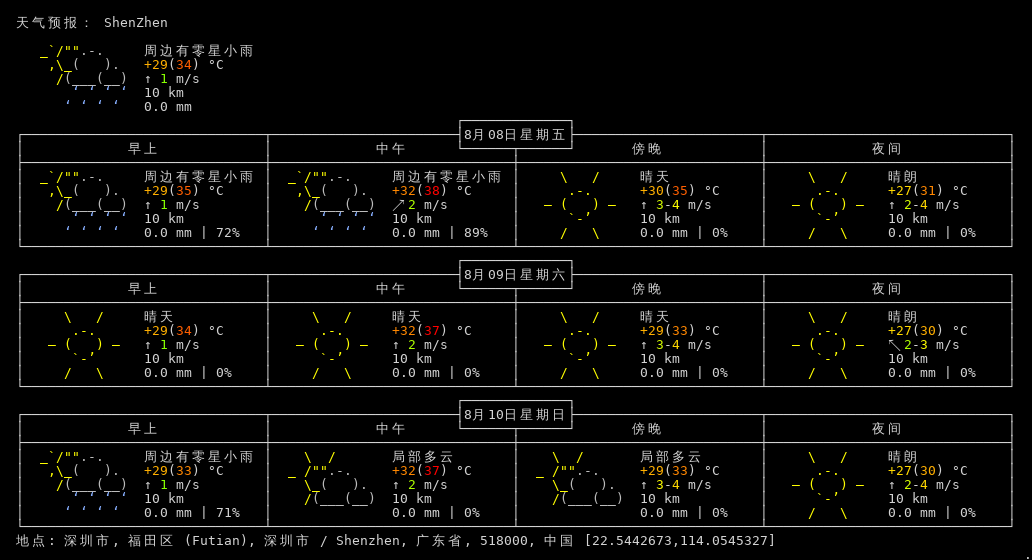 天气预报： ShenZhen
周边有零星小雨
+29(34) °C
↑ 1 m/s
10 km
0.0 mm
8月08日星期五
早上 中午 傍晚 夜间
周边有零星小雨 周边有零星小雨 晴天 晴朗
+29(35) °C +32(38) °C +30(35) °C +27(31) °C
↑ 1 m/s ↗ 2 m/s ↑ 3-4 m/s ↑ 2-4 m/s
10 km 10 km 10 km 10 km
0.0 mm | 72% 0.0 mm | 89% 0.0 mm | 0% 0.0 mm | 0%
8月09日星期六
早上 中午 傍晚 夜间
晴天 晴天 晴天 晴朗
+29(34) °C +32(37) °C +29(33) °C +27(30) °C
↑ 1 m/s ↑ 2 m/s ↑ 3-4 m/s ↖ 2-3 m/s
10 km 10 km 10 km 10 km
0.0 mm | 0% 0.0 mm | 0% 0.0 mm | 0% 0.0 mm | 0%
8月10日星期日
早上 中午 傍晚 夜间
周边有零星小雨 局部多云 局部多云 晴朗
+29(33) °C +32(37) °C +29(33) °C +27(30) °C
↑ 1 m/s ↑ 2 m/s ↑ 3-4 m/s ↑ 2-4 m/s
10 km 10 km 10 km 10 km
0.0 mm | 71% 0.0 mm | 0% 0.0 mm | 0% 0.0 mm | 0%
地点: 深圳市, 福田区 (Futian), 深圳市 / Shenzhen, 广东省, 518000, 中国 [22.5442673,114.0545327]